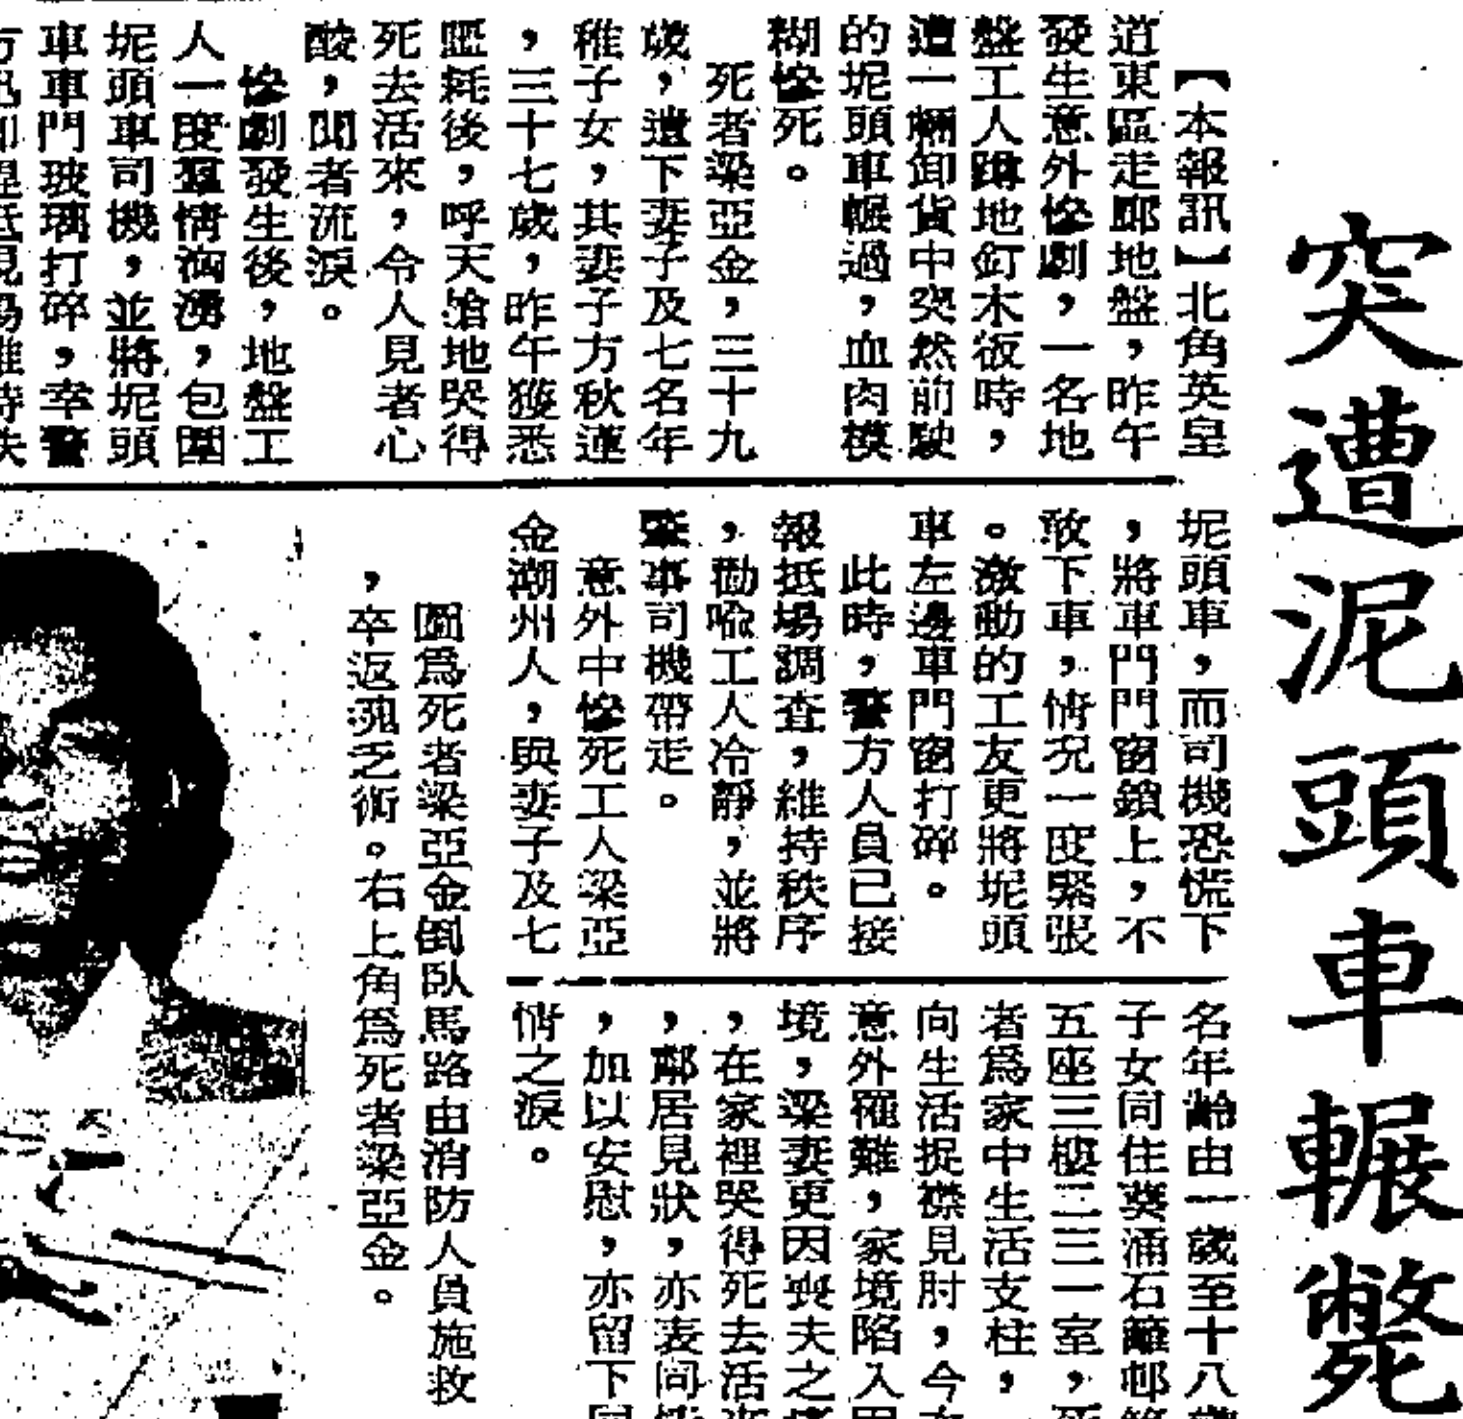 突遭泥頭車輾斃
【本報訊】北角英皇
道東區走廊地盤，昨午
發生意外慘劇，一名地
盤工人蹲地釘木板時，
遭一輛卸貨中突然前駛
的坭頭車輾過，血肉模
糊慘死。
死者梁亞金，三十九
歲，遺下妻子及七名年
稚子女，其妻子方秋蓮
，三十七歲，昨午獲悉
噩耗後，呼天搶地哭得
死去活來，令人見者心
酸，聞者流淚。
慘劇發生後，地盤工
人一度羣情洶湧，包圍
坭頭車司機，並將坭頭
車車門玻璃打碎，幸警
坭頭車，而司機恐慌下
，將車門門窗鎖上，不
敢下車，情況一度緊張
。激動的工友更將坭頭
車左邊車門窗打碎。
此時，警方人員已接
報抵場調查，維持秩序
，勸喩工人冷靜，並將
肇事司機帶走。
意外中慘死工人梁亞
金潮州人，與妻子及七
名年齡由一歲至十八歲
子女同住葵涌石籬邨第
五座三樓二三一室，死
者爲家中生活支柱，
向生活捉襟見肘，今
意外罹難，家境陷入
境，梁妻更因喪夫之
，在家裡哭得死去活
，鄰居見狀，亦表同
，加以安慰，亦留下同
情之淚。
圖爲死者梁亞金倒臥馬路由消防人員施救
，卒返魂乏術。右上角爲死者梁亞金。